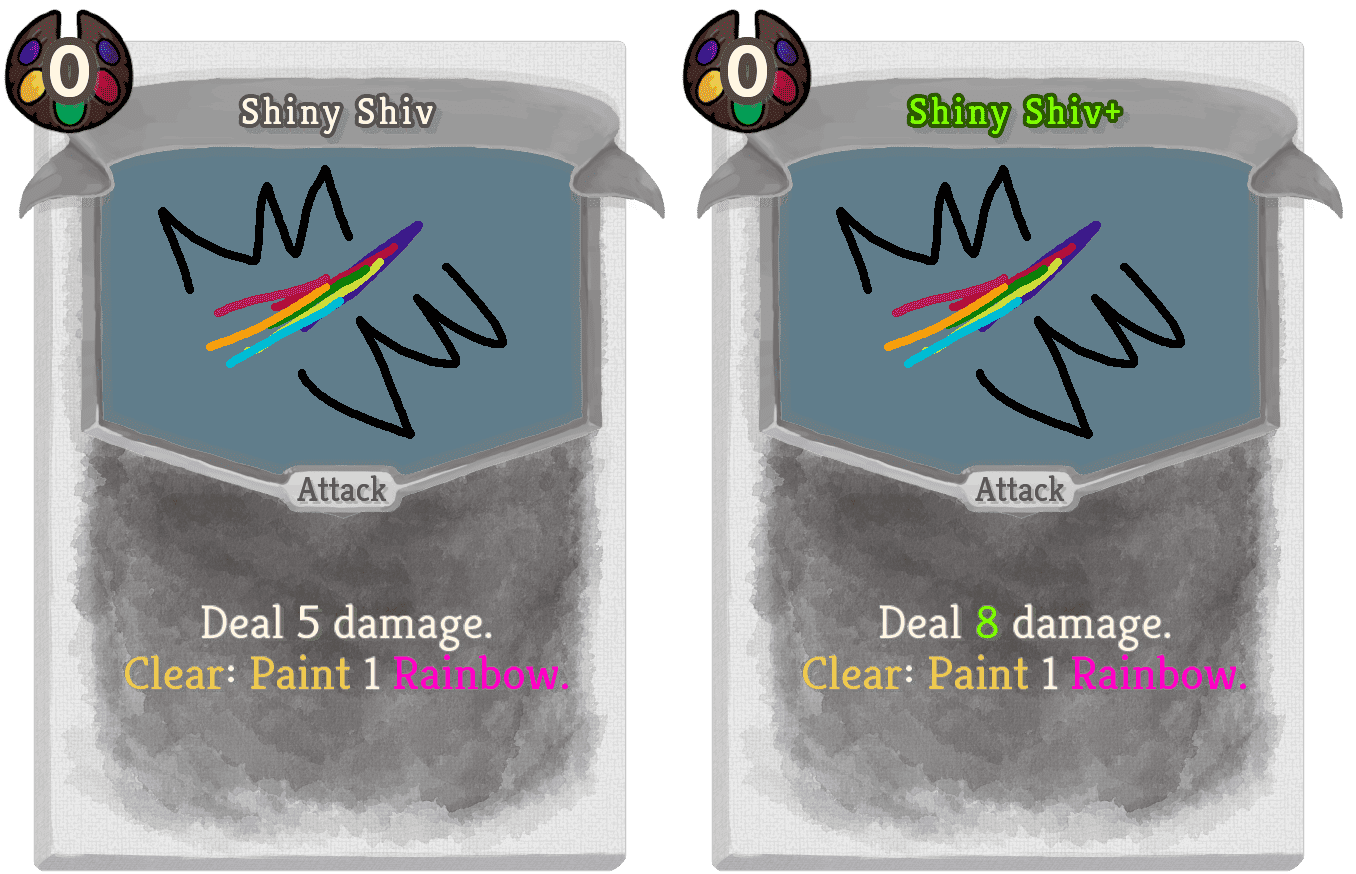 0
Shiny Shiv
Attack
Deal 5 damage.
Clear: Paint 1 Rainbow.
0
Shiny Shiv+
Attack
Deal 8 damage.
Clear: Paint 1 Rainbow.